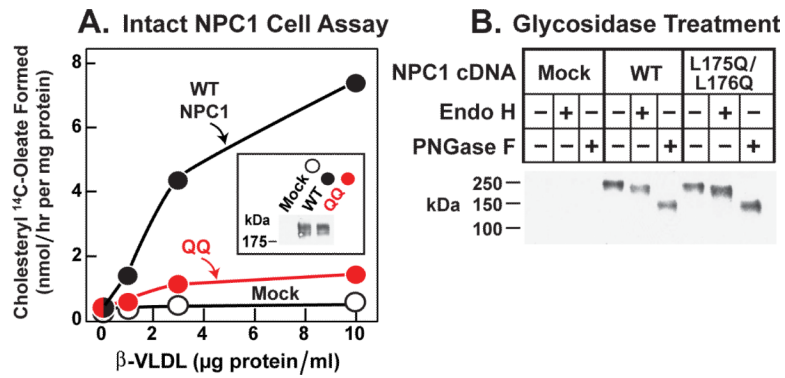 A. Intact NPC1 Cell Assay
Cholesteryl ¹⁴C-Oleate Formed
(nmol/hr per mg protein)
8
6
4
2
0
WT
NPC1
QQ
Mock
Mock
WT
QQ
kDa
175
0
2
4
6
8
10
β-VLDL (μg protein/ml)
B. Glycosidase Treatment
NPC1 cDNA Mock WT L175Q/
L176Q
Endo H – + – – + – – + –
PNGase F – – + – – + – – +
kDa
250
150
100